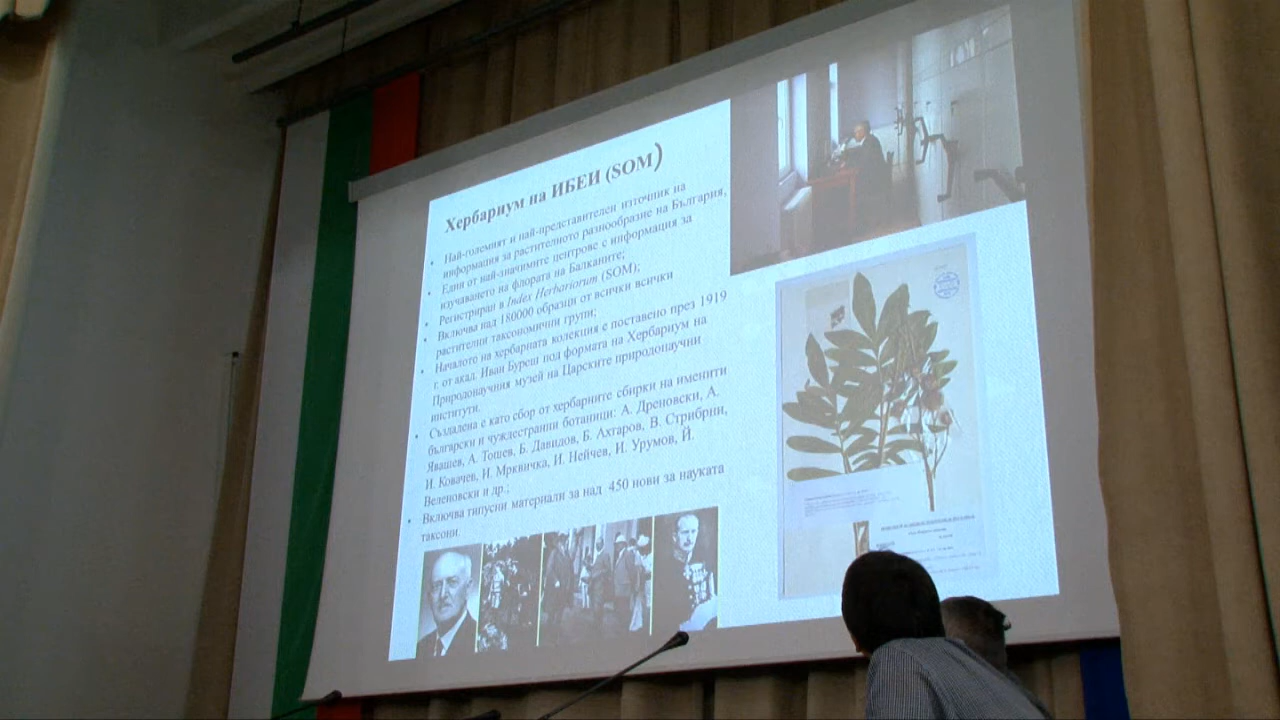 Хербариум на ИБЕИ (SOM)
• Най-големият и най-представителен източник на
информация за растителното разнообразие на България,
• Един от най-значимите центрове с информация за
изучаването на флората на Балканите;
• Регистриран в Index Herbariorum (SOM);
• Включва над 180000 образци от всички всички
растителни таксономични групи;
• Началото на хербарната колекция е поставено през 1919
г. от акад. Иван Буреш под формата на Хербариум на
Природонаучния музей на Царските природонаучни
институти.
• Създадена е като сбор от хербарните сбирки на именити
български и чуждестранни ботаници: А. Дреновски, А.
Явашев, А. Тошев, Б. Давидов, Б. Ахтаров, В. Стрибрни,
И. Ковачев, И. Мрквичка, И. Нейчев, И. Урумов, Й.
Веленовски и др.;
• Включва типусни материали за над 450 нови за науката
таксони.